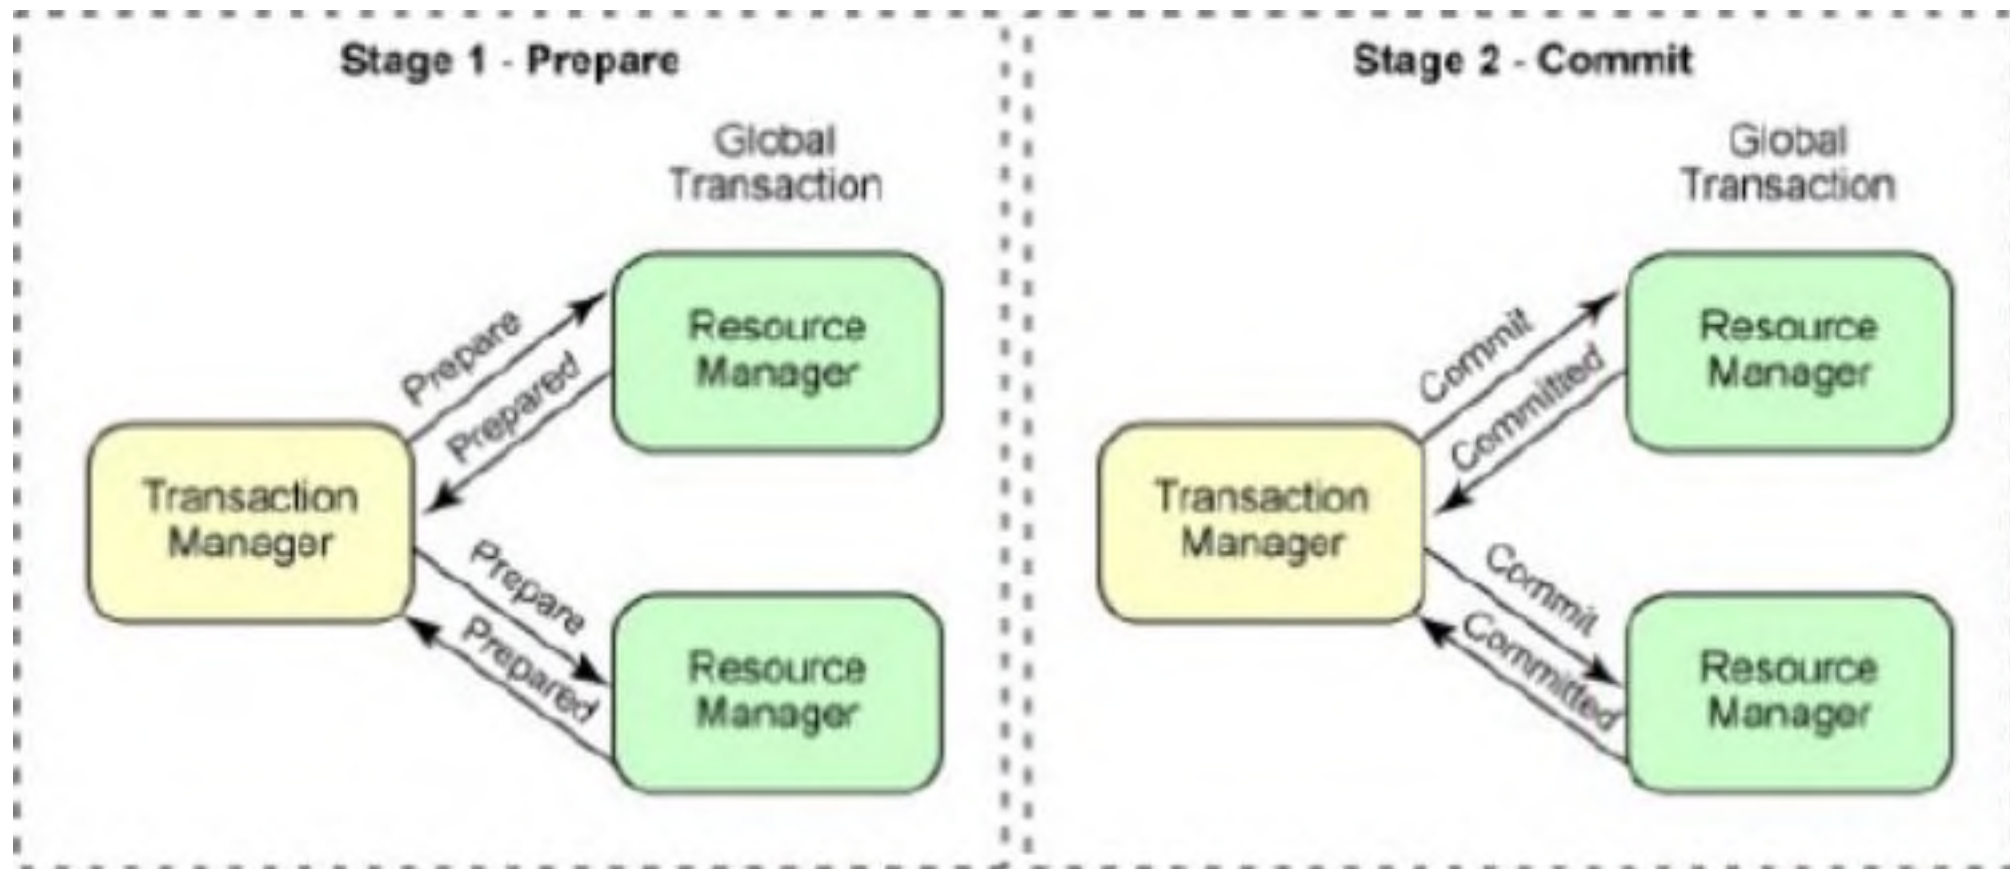 Stage 1 - Prepare
Global
Transaction
Prepare
Prepared
Resource
Manager
Transaction
Manager
Prepare
Prepared
Resource
Manager
Stage 2 - Commit
Global
Transaction
Commit
Committed
Resource
Manager
Transaction
Manager
Commit
Committed
Resource
Manager